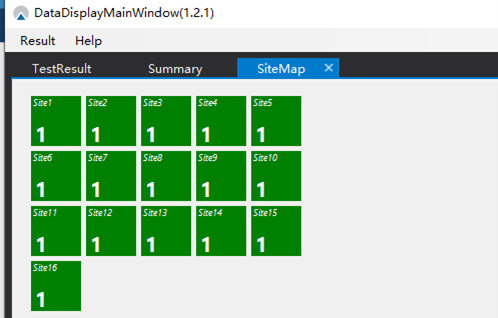 DataDisplayMainWindow(1.2.1)
Result Help
TestResult Summary SiteMap ✕
Site1 Site2 Site3 Site4 Site5
1 1 1 1 1
Site6 Site7 Site8 Site9 Site10
1 1 1 1 1
Site11 Site12 Site13 Site14 Site15
1 1 1 1 1
Site16
1